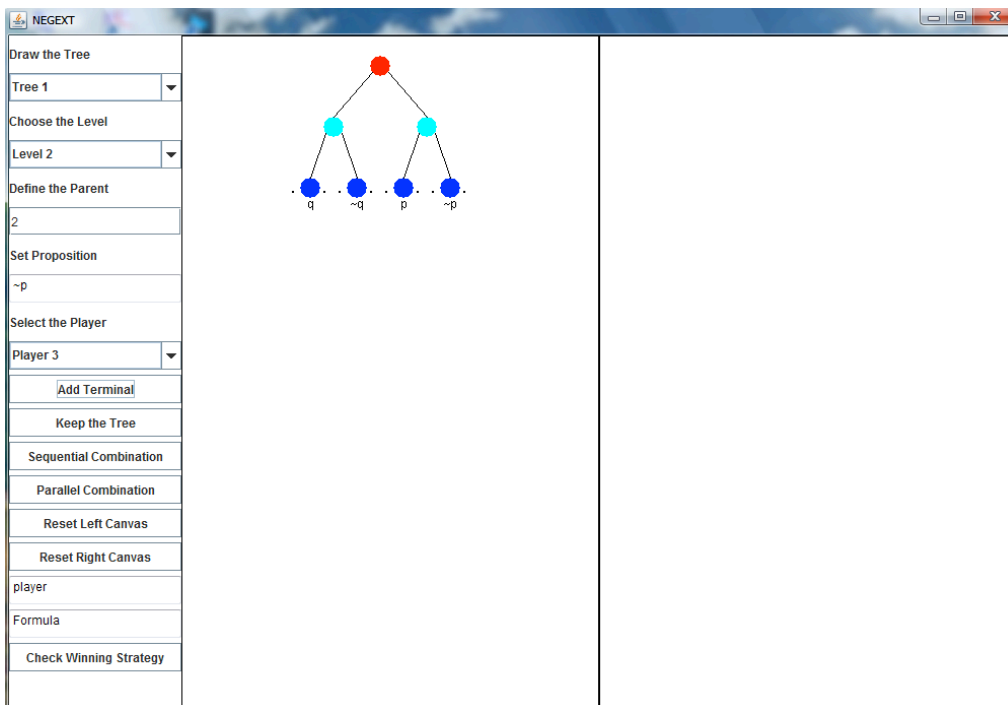 NEGEXT
Draw the Tree
Tree 1
Choose the Level
Level 2
Define the Parent
2
Set Proposition
~p
Select the Player
Player 3
Add Terminal
Keep the Tree
Sequential Combination
Parallel Combination
Reset Left Canvas
Reset Right Canvas
player
Formula
Check Winning Strategy
q ~q p ~p